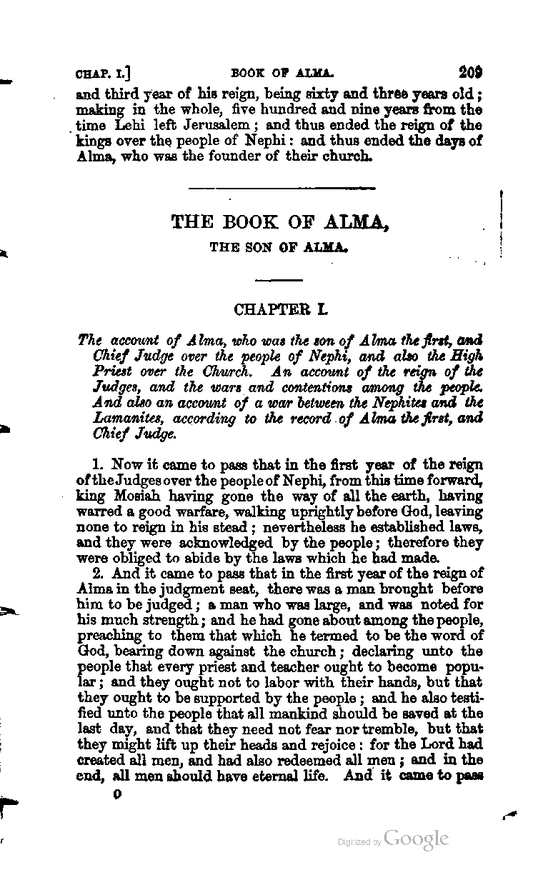 CHAP. I.] BOOK OF ALMA. 209
and third year of his reign, being sixty and three years old;
making in the whole, five hundred and nine years from the
time Lehi left Jerusalem; and thus ended the reign of the
kings over the people of Nephi: and thus ended the days of
Alma, who was the founder of their church.
THE BOOK OF ALMA,
THE SON OF ALMA.
CHAPTER I.
The account of Alma, who was the son of Alma the first, and
Chief Judge over the people of Nephi, and also the High
Priest over the Church. An account of the reign of the
Judges, and the wars and contentions among the people.
And also an account of a war between the Nephites and the
Lamanites, according to the record of Alma the first, and
Chief Judge.
1. Now it came to pass that in the first year of the reign
of the Judges over the people of Nephi, from this time forward,
king Mosiah having gone the way of all the earth, having
warred a good warfare, walking uprightly before God, leaving
none to reign in his stead; nevertheless he established laws,
and they were acknowledged by the people; therefore they
were obliged to abide by the laws which he had made.
2. And it came to pass that in the first year of the reign of
Alma in the judgment seat, there was a man brought before
him to be judged; a man who was large, and was noted for
his much strength; and he had gone about among the people,
preaching to them that which he termed to be the word of
God, bearing down against the church; declaring unto the
people that every priest and teacher ought to become popu-
lar; and they ought not to labor with their hands, but that
they ought to be supported by the people; and he also testi-
fied unto the people that all mankind should be saved at the
last day, and that they need not fear nor tremble, but that
they might lift up their heads and rejoice: for the Lord had
created all men, and had also redeemed all men; and in the
end, all men should have eternal life. And it came to pass
O
Digitized by Google